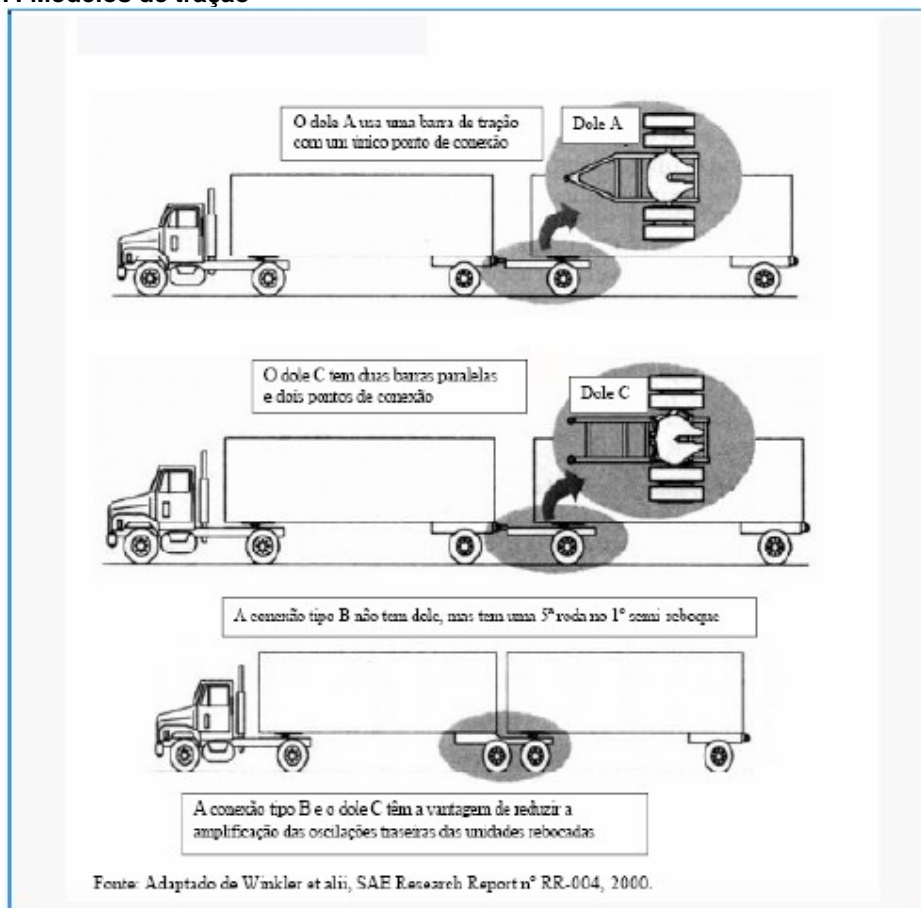 Modelos de tração
O dole A usa uma barra de tração
com um único ponto de conexão
Dole A
O dole C tem duas barras paralelas
e dois pontos de conexão
Dole C
A conexão tipo B não tem dole, mas tem uma 5ª roda no 1º semi reboque
A conexão tipo B e o dole C têm a vantagem de reduzir a
amplificação das oscilações traseiras das unidades rebocadas
Fonte: Adaptado de Winkler et alii, SAE Research Report nº RR-004, 2000.